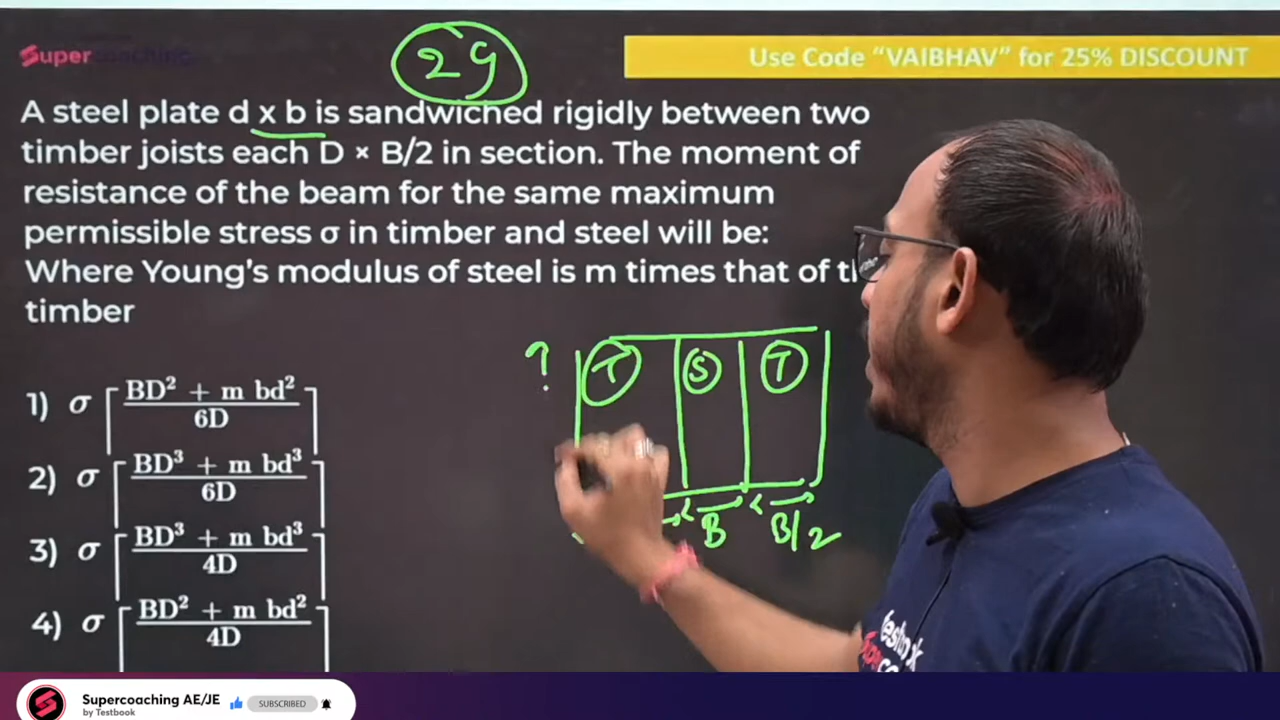 Supercoaching
29
Use Code “VAIBHAV” for 25% DISCOUNT
A steel plate d x b is sandwiched rigidly between two
timber joists each D × B/2 in section. The moment of
resistance of the beam for the same maximum
permissible stress σ in timber and steel will be:
Where Young's modulus of steel is m times that of t
timber
?
T S T
B B/2
1) σ [BD² + m bd² / 6D]
2) σ [BD³ + m bd³ / 6D]
3) σ [BD³ + m bd³ / 4D]
4) σ [BD² + m bd² / 4D]
Supercoaching AE/JE
by Testbook
SUBSCRIBED